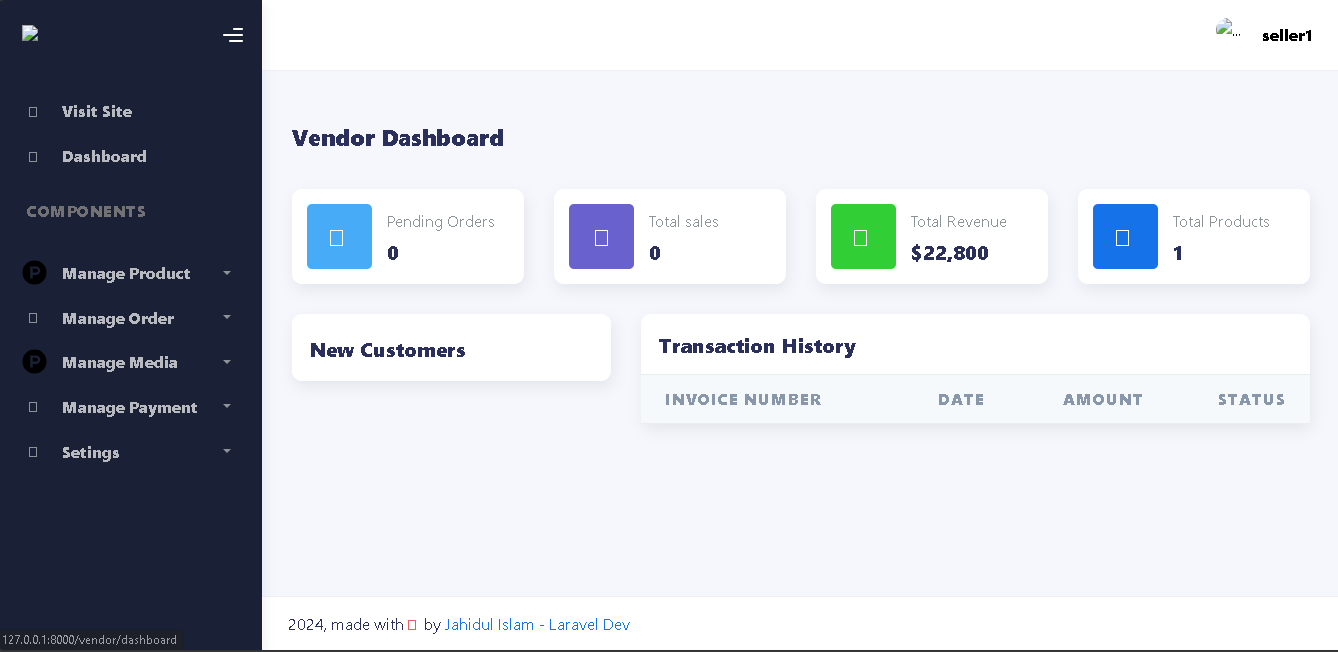 ...
seller1
Visit Site
Dashboard
COMPONENTS
P
Manage Product
Manage Order
P
Manage Media
Manage Payment
Setings
Vendor Dashboard
Pending Orders
0
Total sales
0
Total Revenue
$22,800
Total Products
1
New Customers
Transaction History
INVOICE NUMBER DATE AMOUNT STATUS
2024, made with by Jahidul Islam - Laravel Dev
127.0.0.1:8000/vendor/dashboard